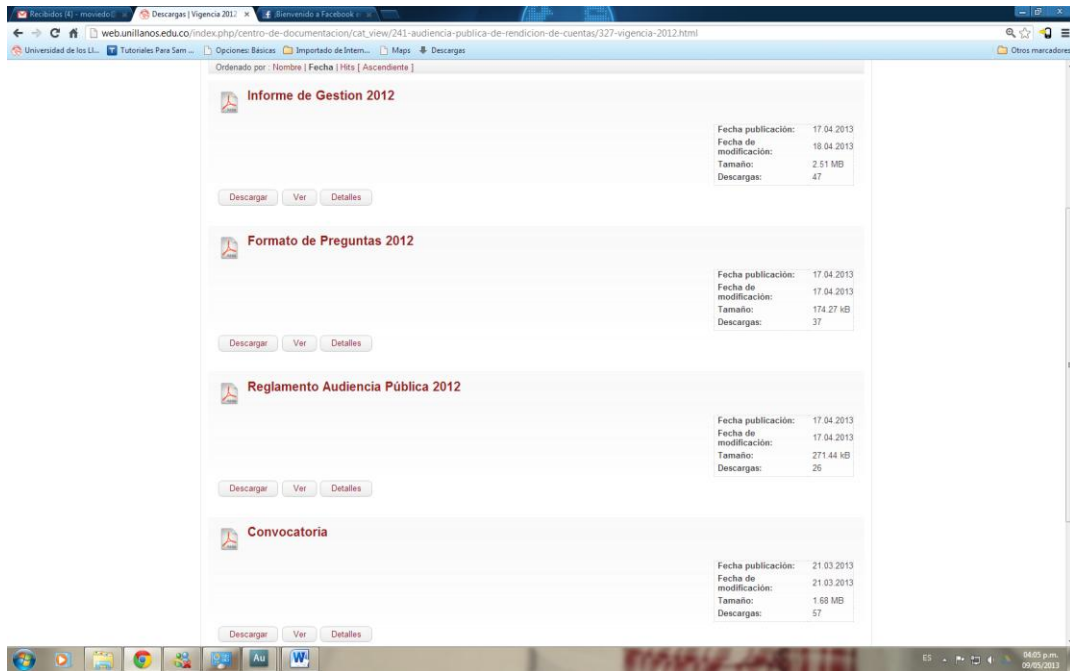 Recibidos (4) - moviedo
Descargas | Vigencia 2012
¡Bienvenido a Facebook
web.unillanos.edu.co/index.php/centro-de-documentacion/cat_view/241-audiencia-publica-de-rendicion-de-cuentas/327-vigencia-2012.html
Universidad de los Ll... Tutoriales Para Sam ... Opciones: Básicas Importado de Intern... Maps Descargas Otros marcadores
Ordenado por : Nombre | Fecha | Hits [ Ascendiente ]
Informe de Gestion 2012
Fecha publicación: 17.04.2013
Fecha de
modificación: 18.04.2013
Tamaño: 2.51 MB
Descargas: 47
Descargar Ver Detalles
Formato de Preguntas 2012
Fecha publicación: 17.04.2013
Fecha de
modificación: 17.04.2013
Tamaño: 174.27 kB
Descargas: 37
Descargar Ver Detalles
Reglamento Audiencia Pública 2012
Fecha publicación: 17.04.2013
Fecha de
modificación: 17.04.2013
Tamaño: 271.44 kB
Descargas: 26
Descargar Ver Detalles
Convocatoria
Fecha publicación: 21.03.2013
Fecha de
modificación: 21.03.2013
Tamaño: 1.68 MB
Descargas: 57
Descargar Ver Detalles
Au W ES 04:05 p.m.
09/05/2013